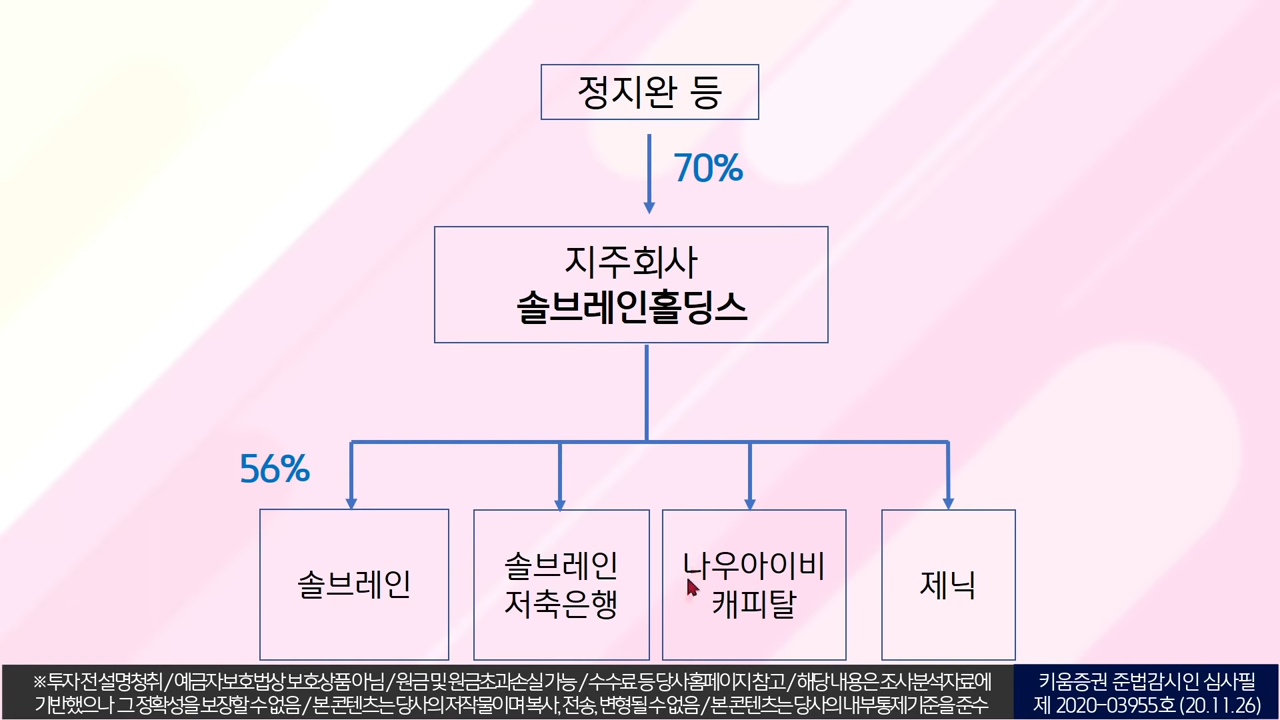 정지완 등
70%
지주회사
솔브레인홀딩스
56%
솔브레인
솔브레인
저축은행
나우아이비
캐피탈
제닉
※ 투자 전 설명청취 / 예금자보호법상 보호상품 아님 / 원금 및 원금초과손실 가능 / 수수료 등 당사홈페이지 참고 / 해당 내용은 조사분석자료에
기반했으나 그 정확성을 보장할 수 없음 / 본 콘텐츠는 당사의 저작물이며 복사, 전송, 변형될 수 없음 / 본 콘텐츠는 당사의 내부통제기준을 준수
키움증권 준법감시인 심사필
제 2020-03955호 (20.11.26)